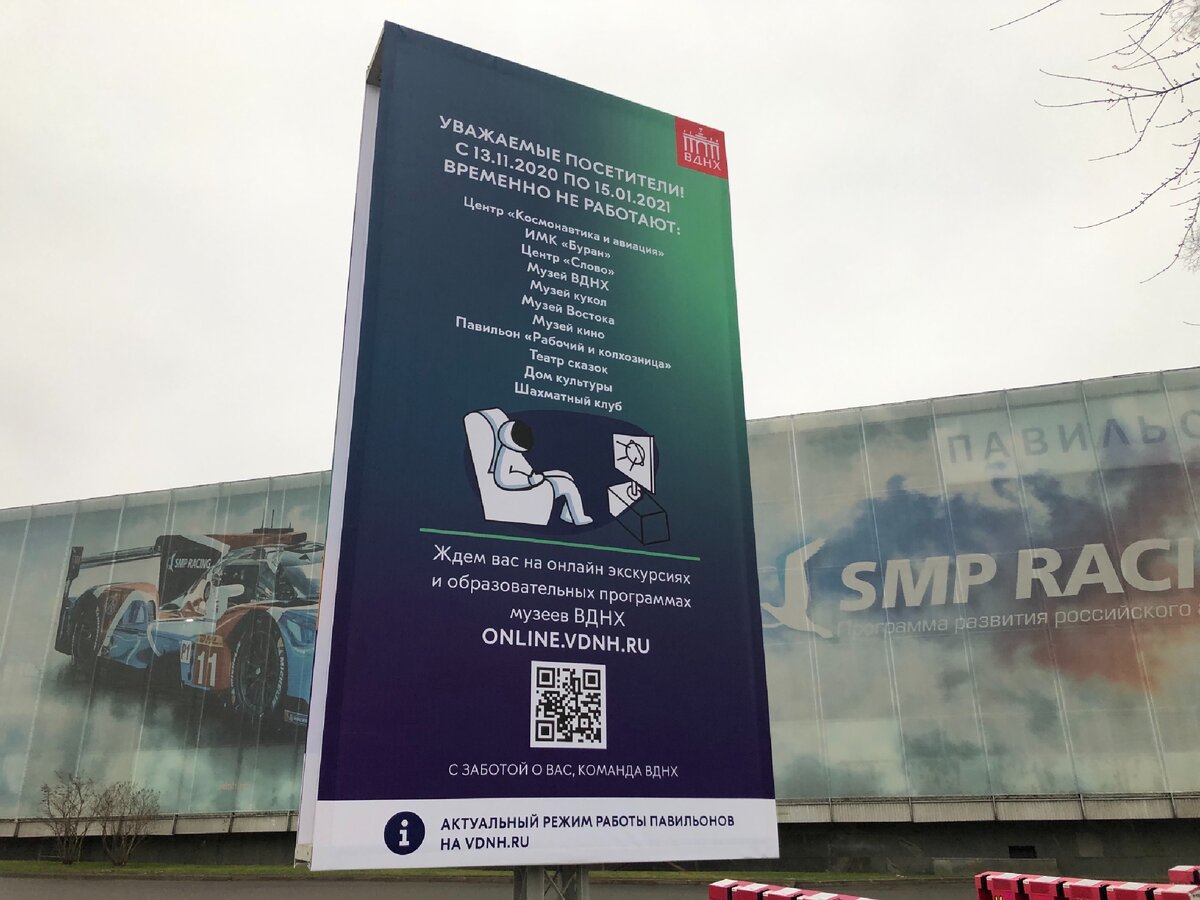 УВАЖАЕМЫЕ ПОСЕТИТЕЛИ!
С 13.11.2020 ПО 15.01.2021
ВРЕМЕННО НЕ РАБОТАЮТ:
ВДНХ
Центр «Космонавтика и авиация»
ИМК «Буран»
Центр «Слово»
Музей ВДНХ
Музей кукол
Музей Востока
Музей кино
Павильон «Рабочий и колхозница»
Театр сказок
Дом культуры
Шахматный клуб
Ждем вас на онлайн экскурсиях
и образовательных программах
музеев ВДНХ
ONLINE.VDNH.RU
С ЗАБОТОЙ О ВАС, КОМАНДА ВДНХ
i
АКТУАЛЬНЫЙ РЕЖИМ РАБОТЫ ПАВИЛЬОНОВ
НА VDNH.RU
SMP RACING
11
MICHELIN
ПАВИЛЬО
SMP RACI
Программа развития российского